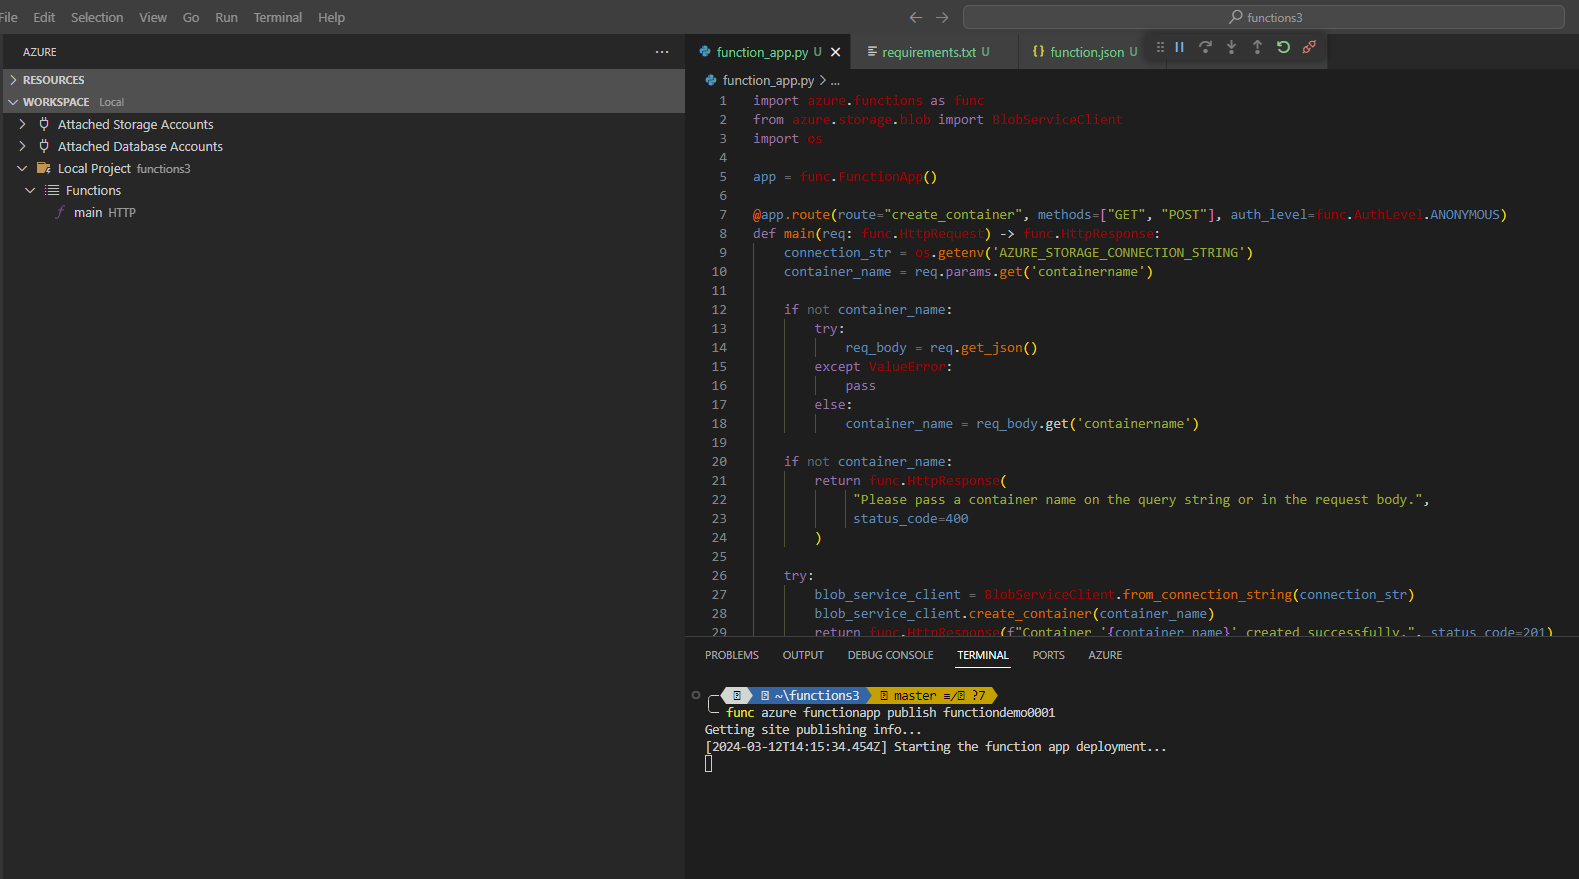 File Edit Selection View Go Run Terminal Help
functions3
AZURE
RESOURCES
WORKSPACE Local
Attached Storage Accounts
Attached Database Accounts
Local Project functions3
Functions
main HTTP
function_app.py U
requirements.txt U
{} function.json U
function_app.py > ...
1 import azure.functions as func
2 from azure.storage.blob import BlobServiceClient
3 import os
4
5 app = func.FunctionApp()
6
7 @app.route(route="create_container", methods=["GET", "POST"], auth_level=func.AuthLevel.ANONYMOUS)
8 def main(req: func.HttpRequest) -> func.HttpResponse:
9 connection_str = os.getenv('AZURE_STORAGE_CONNECTION_STRING')
10 container_name = req.params.get('containername')
11
12 if not container_name:
13 try:
14 req_body = req.get_json()
15 except ValueError:
16 pass
17 else:
18 container_name = req_body.get('containername')
19
20 if not container_name:
21 return func.HttpResponse(
22 "Please pass a container name on the query string or in the request body.",
23 status_code=400
24 )
25
26 try:
27 blob_service_client = BlobServiceClient.from_connection_string(connection_str)
28 blob_service_client.create_container(container_name)
29 return func.HttpResponse(f"Container '{container_name}' created successfully.", status_code=201)
PROBLEMS OUTPUT DEBUG CONSOLE TERMINAL PORTS AZURE
~\functions3 master ≡/ ?7
func azure functionapp publish functiondemo0001
Getting site publishing info...
[2024-03-12T14:15:34.454Z] Starting the function app deployment...